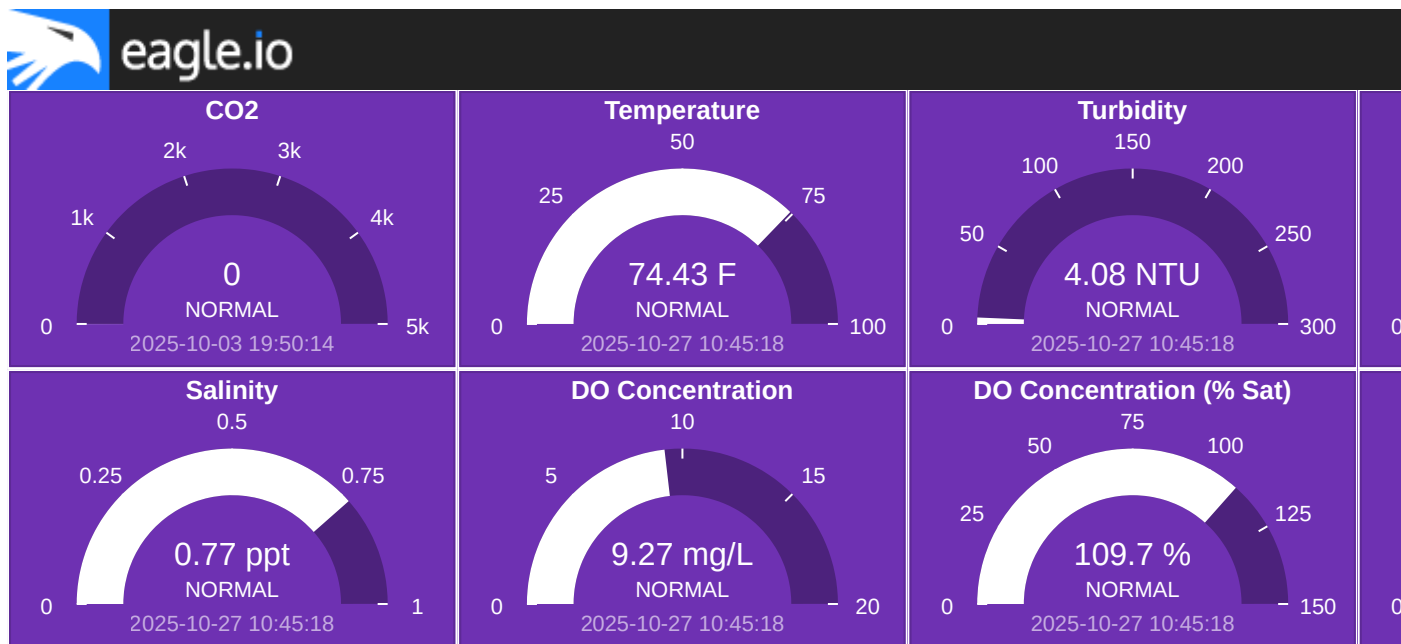 eagle.io
CO2
2k 3k
1k 4k
0 5k
0
NORMAL
2025-10-03 19:50:14
Temperature
50
25 75
0 100
74.43 F
NORMAL
2025-10-27 10:45:18
Turbidity
150
100 200
50 250
0 300
4.08 NTU
NORMAL
2025-10-27 10:45:18
0
Salinity
0.5
0.25 0.75
0 1
0.77 ppt
NORMAL
2025-10-27 10:45:18
DO Concentration
10
5 15
0 20
9.27 mg/L
NORMAL
2025-10-27 10:45:18
DO Concentration (% Sat)
75
50 100
25 125
0 150
109.7 %
NORMAL
2025-10-27 10:45:18
0